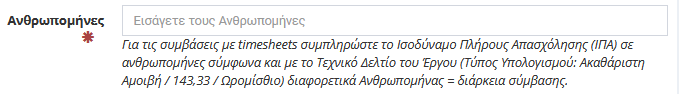 Ανθρωπομήνες
Εισάγετε τους Ανθρωπομήνες
Για τις συμβάσεις με timesheets συμπληρώστε το Ισοδύναμο Πλήρους Απασχόλησης (ΙΠΑ) σε
ανθρωπομήνες σύμφωνα και με το Τεχνικό Δελτίο του Έργου (Τύπος Υπολογισμού: Ακαθάριστη
Αμοιβή / 143,33 / Ωρομίσθιο) διαφορετικά Ανθρωπομήνας = διάρκεια σύμβασης.